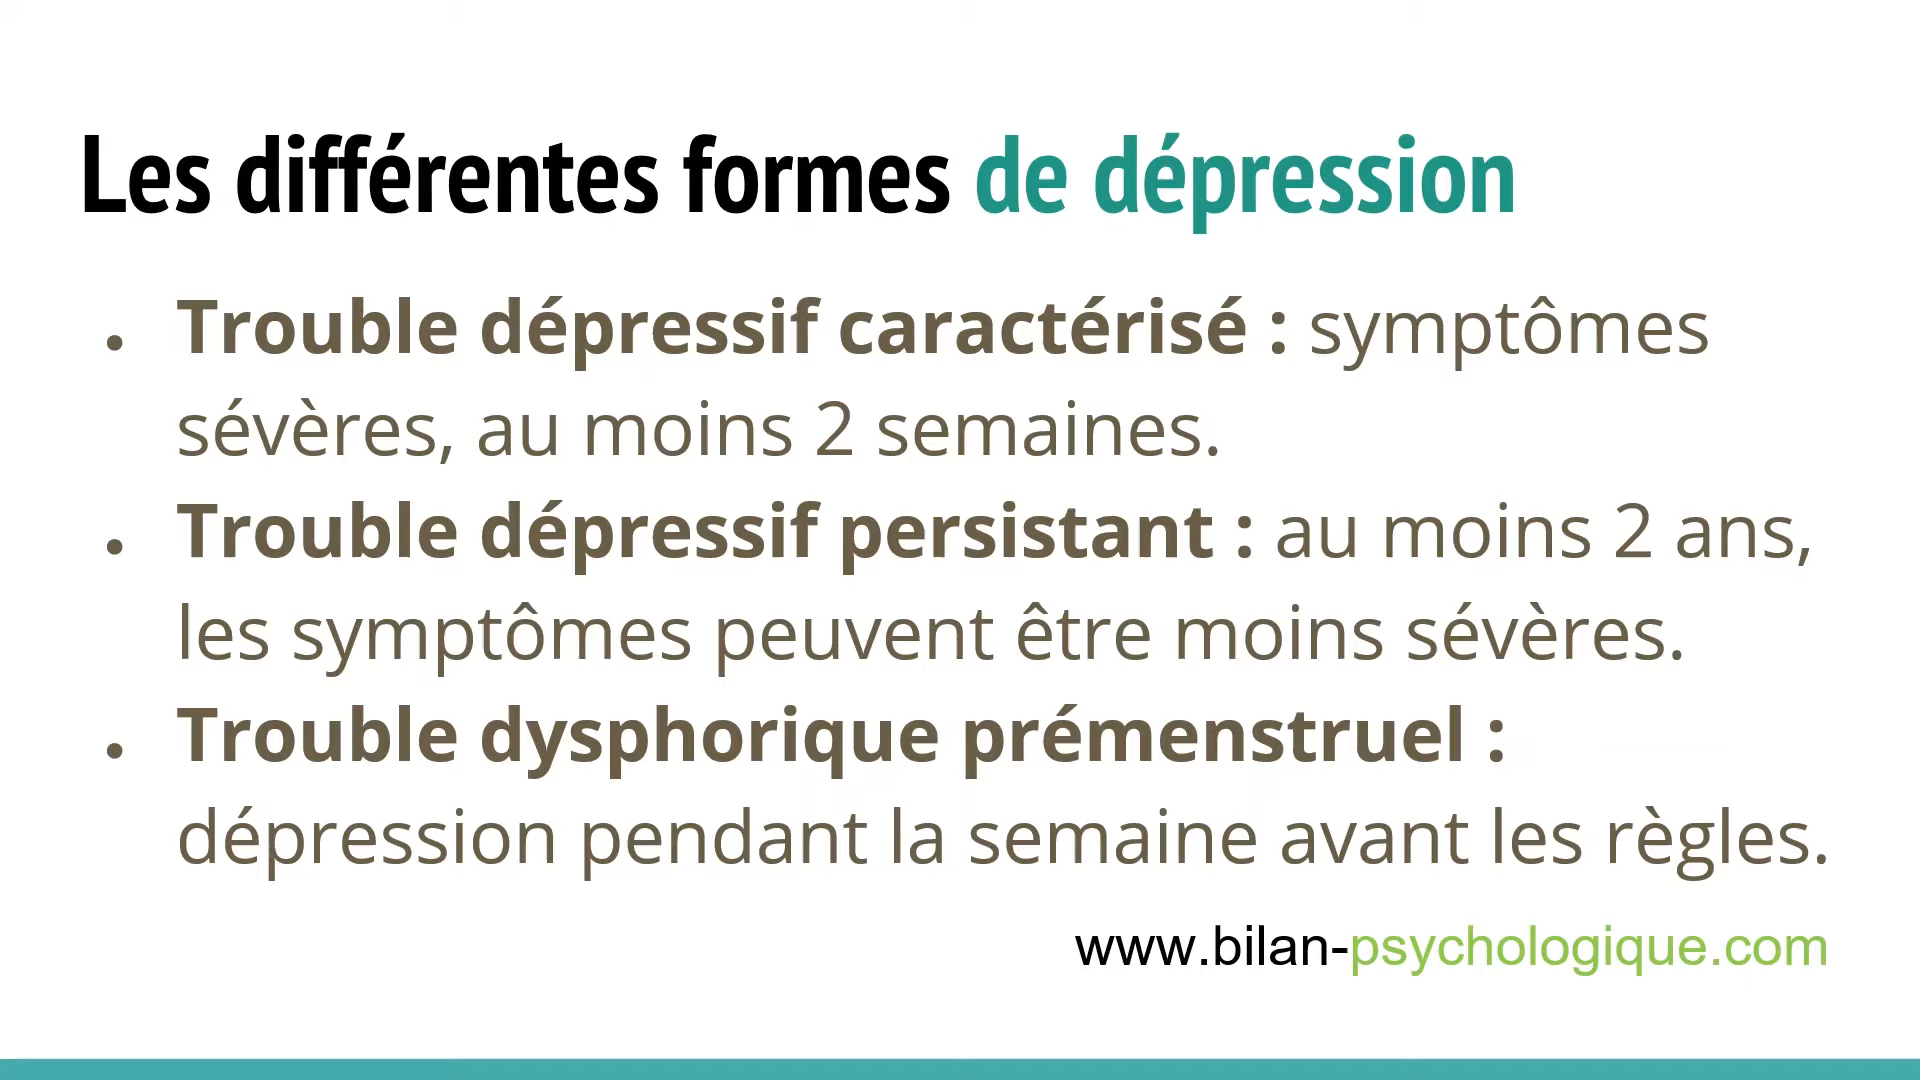 Les différentes formes de dépression
• Trouble dépressif caractérisé : symptômes
sévères, au moins 2 semaines.
• Trouble dépressif persistant : au moins 2 ans,
les symptômes peuvent être moins sévères.
• Trouble dysphorique prémenstruel :
dépression pendant la semaine avant les règles.
www.bilan-psychologique.com